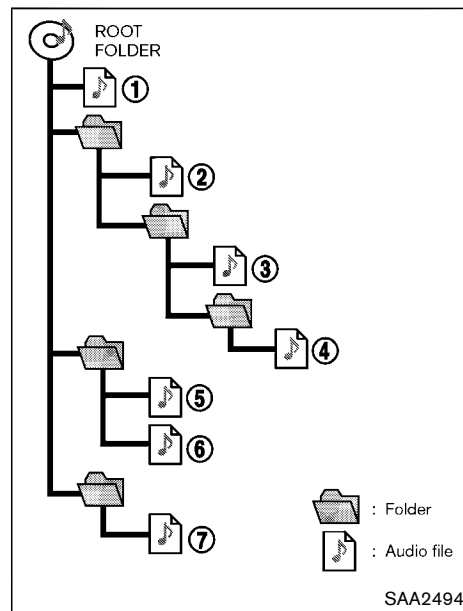 ROOT
FOLDER
①
②
③
④
⑤
⑥
⑦
: Folder
: Audio file
SAA2494